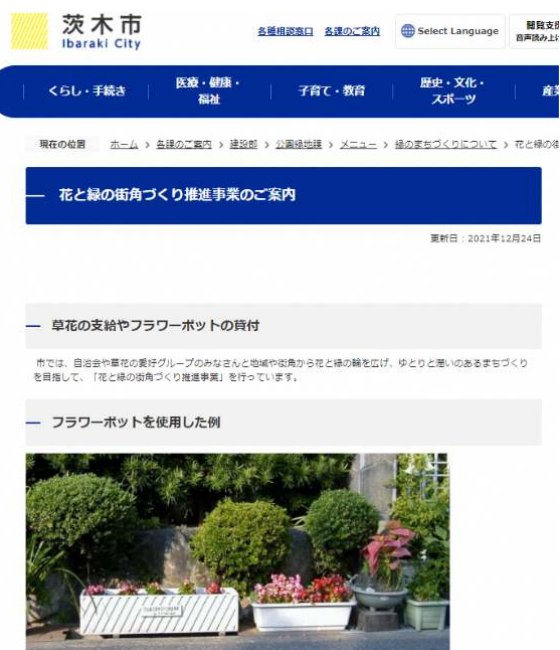 茨木市
Ibaraki City
各種相談窓口 各課のご案内 Select Language
くらし・手続き 医療・健康・福祉 子育て・教育 歴史・文化・スポーツ
現在の位置 ホーム > 各課のご案内 > 建設部 > 公園緑地課 > メニュー > 緑のまちづくりについて > 花と緑の街
花と緑の街角づくり推進事業のご案内
更新日：2021年12月24日
草花の支給やフラワーポットの貸付
市では、自治会や草花の愛好グループのみなさんと地域や街角から花と緑の輪を広げ、ゆとりと潤いのあるまちづくり
を目指して、「花と緑の街角づくり推進事業」を行っています。
フラワーポットを使用した例